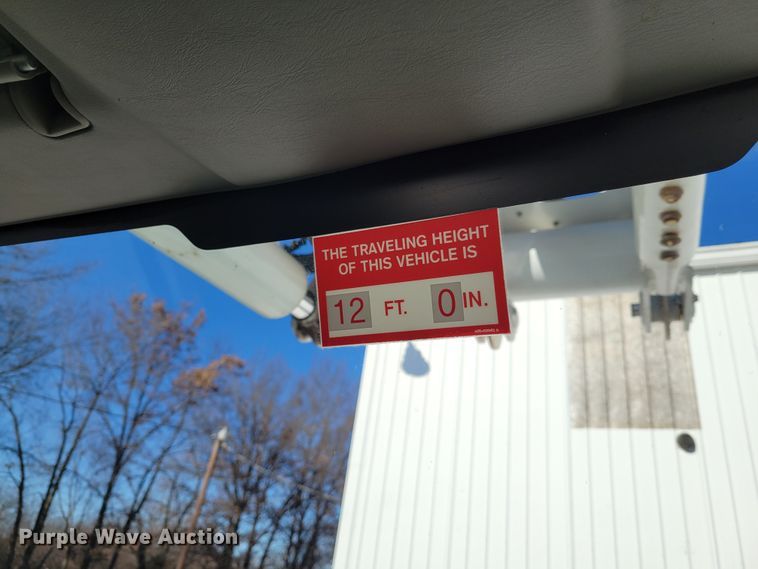 THE TRAVELING HEIGHT
OF THIS VEHICLE IS
12 FT. 0 IN.
Purple Wave Auction